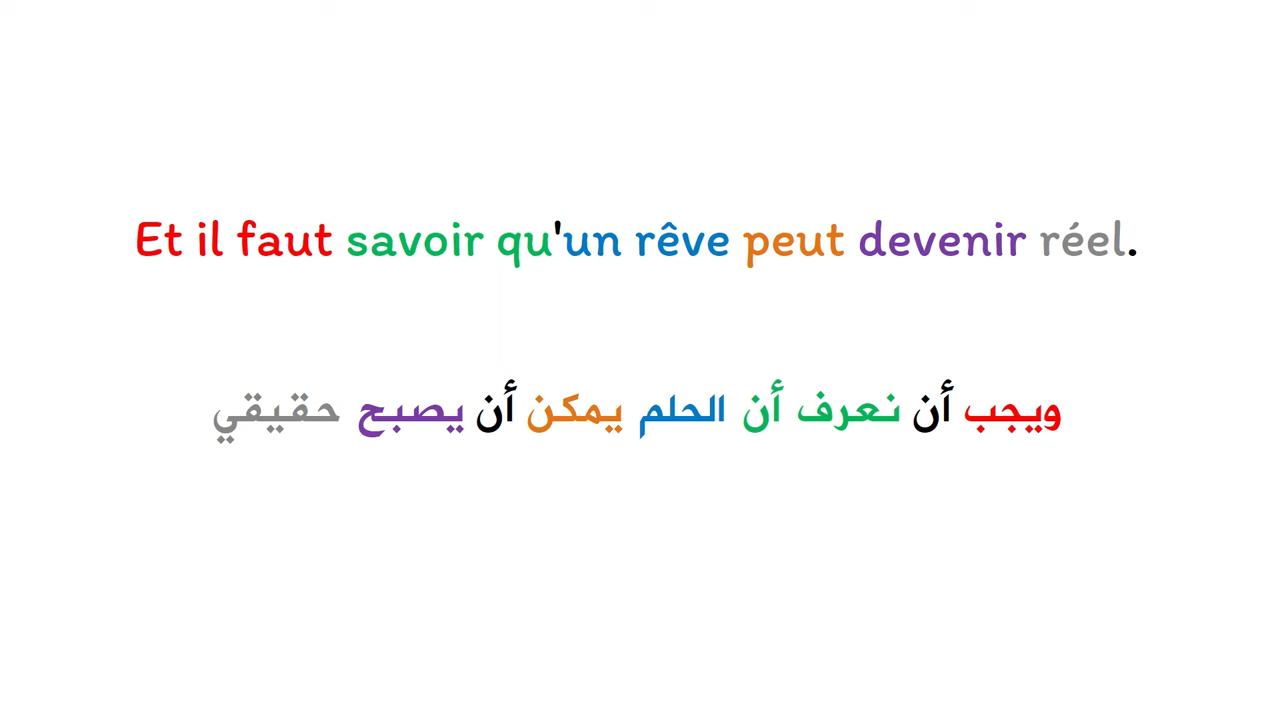 Et il faut savoir qu'un rêve peut devenir réel.
ويجب أن نعرف أن الحلم يمكن أن يصبح حقيقي